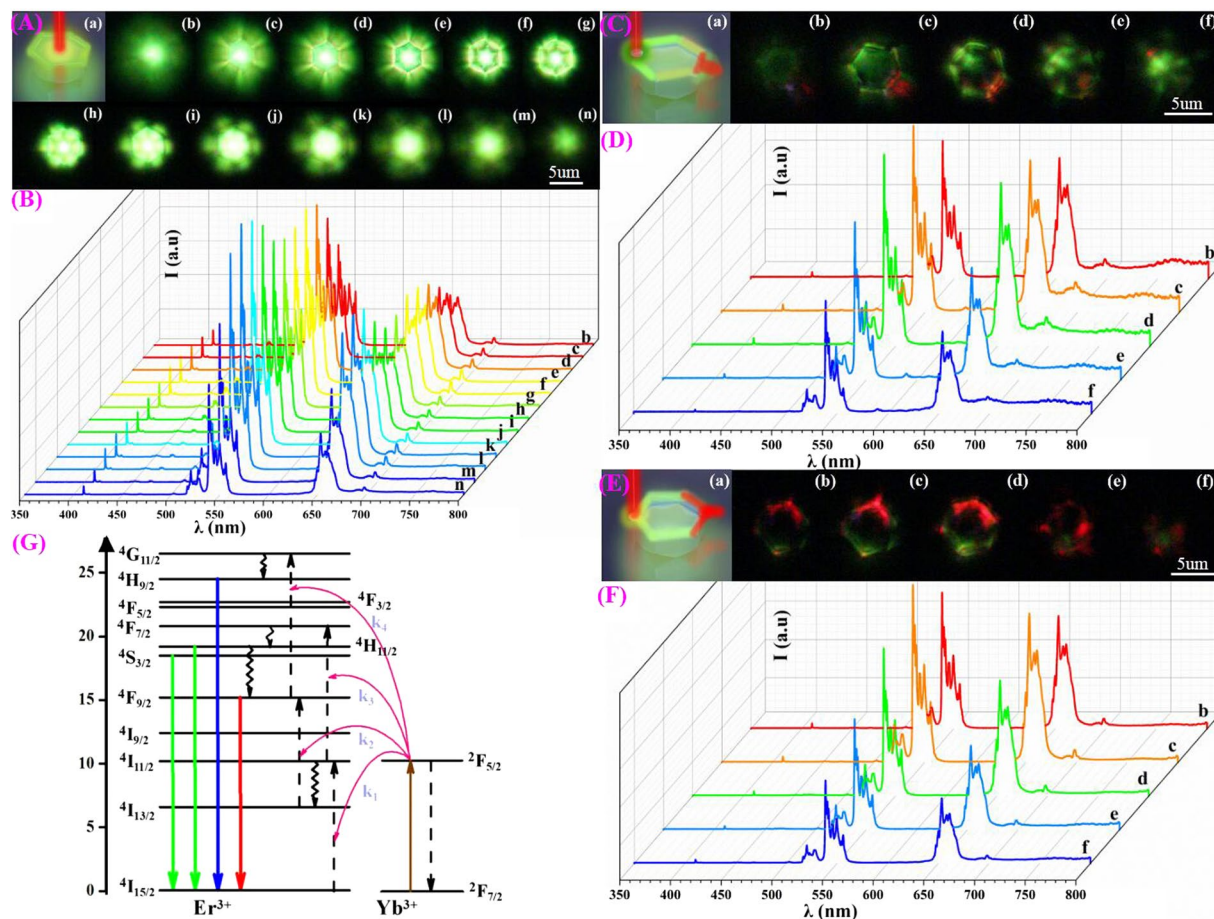 (A)
(a) (b) (c) (d) (e) (f) (g)
(h) (i) (j) (k) (l) (m) (n)
5um
(B)
I (a.u)
b
c
d
e
f
g
h
i
j
k
l
m
n
350 400 450 500 550 600 650 700 750 800
λ (nm)
(C)
(a) (b) (c) (d) (e) (f)
5um
(D)
I (a.u)
b
c
d
e
f
350 400 450 500 550 600 650 700 750 800
λ (nm)
(E)
(a) (b) (c) (d) (e) (f)
5um
(F)
I (a.u)
b
c
d
e
f
350 400 450 500 550 600 650 700 750 800
λ (nm)
(G)
25
20
15
10
5
0
⁴G₁₁/₂
⁴H₉/₂
⁴F₃/₂
⁴F₅/₂
⁴F₇/₂
⁴H₁₁/₂
⁴S₃/₂
⁴F₉/₂
⁴I₉/₂
⁴I₁₁/₂
⁴I₁₃/₂
⁴I₁₅/₂
k₄
k₃
k₂
k₁
²F₅/₂
²F₇/₂
Er³⁺ Yb³⁺